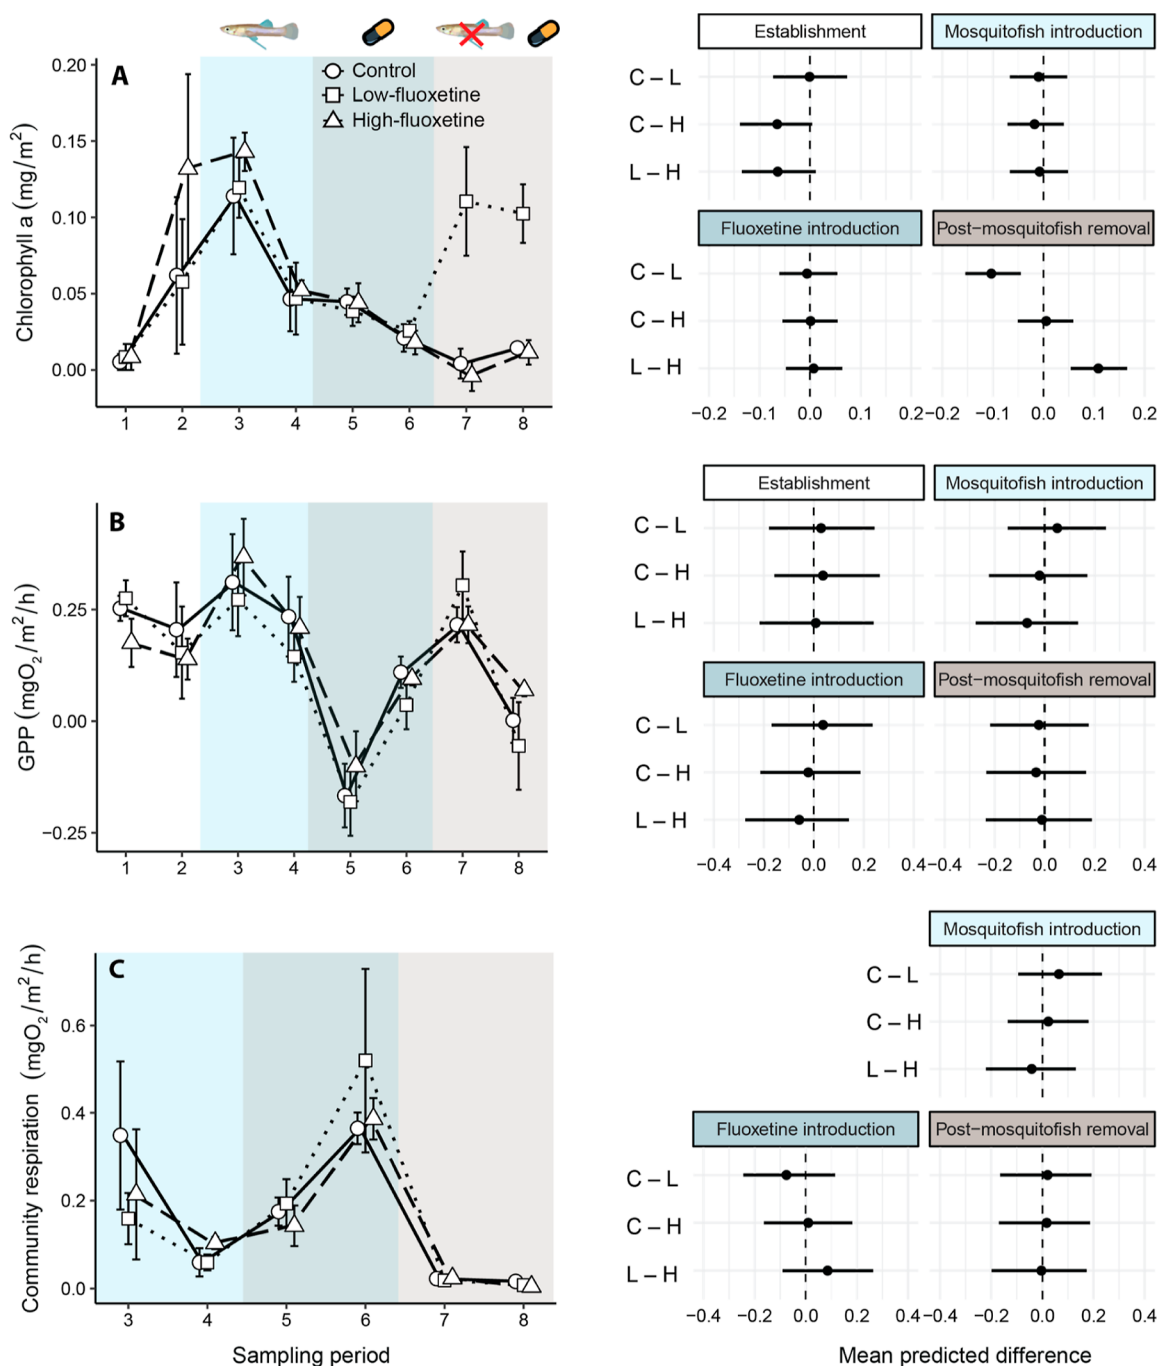 A
Control
Low-fluoxetine
High-fluoxetine
Chlorophyll a (mg/m²)
0.20
0.15
0.10
0.05
0.00
1 2 3 4 5 6 7 8
Establishment Mosquitofish introduction
C – L
C – H
L – H
Fluoxetine introduction Post−mosquitofish removal
C – L
C – H
L – H
−0.2 −0.1 0.0 0.1 0.2 −0.2 −0.1 0.0 0.1 0.2
B
GPP (mgO₂/m²/h)
0.25
0.00
−0.25
1 2 3 4 5 6 7 8
Establishment Mosquitofish introduction
C – L
C – H
L – H
Fluoxetine introduction Post−mosquitofish removal
C – L
C – H
L – H
−0.4 −0.2 0.0 0.2 0.4 −0.4 −0.2 0.0 0.2 0.4
C
Community respiration (mgO₂/m²/h)
0.6
0.4
0.2
0.0
3 4 5 6 7 8
Sampling period
Mosquitofish introduction
C – L
C – H
L – H
Fluoxetine introduction Post−mosquitofish removal
C – L
C – H
L – H
−0.4 −0.2 0.0 0.2 0.4 −0.4 −0.2 0.0 0.2 0.4
Mean predicted difference